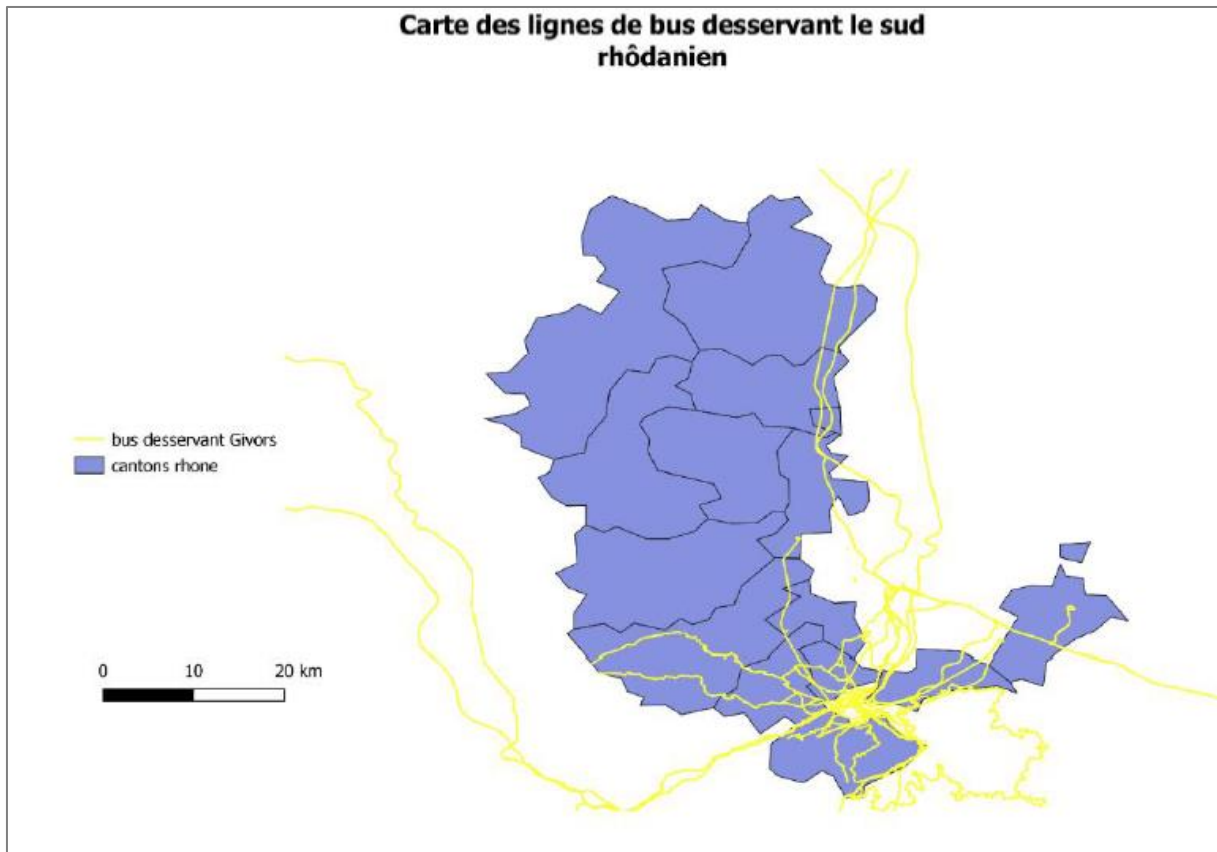 Carte des lignes de bus desservant le sud
rhôdanien
bus desservant Givors
cantons rhone
0 10 20 km